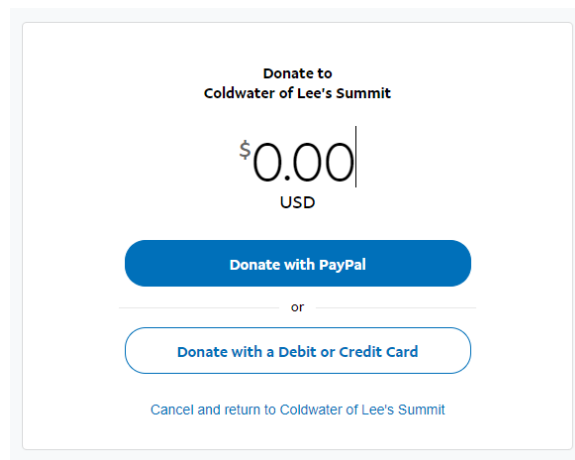 Donate to
Coldwater of Lee's Summit
$0.00
USD
Donate with PayPal
or
Donate with a Debit or Credit Card
Cancel and return to Coldwater of Lee's Summit